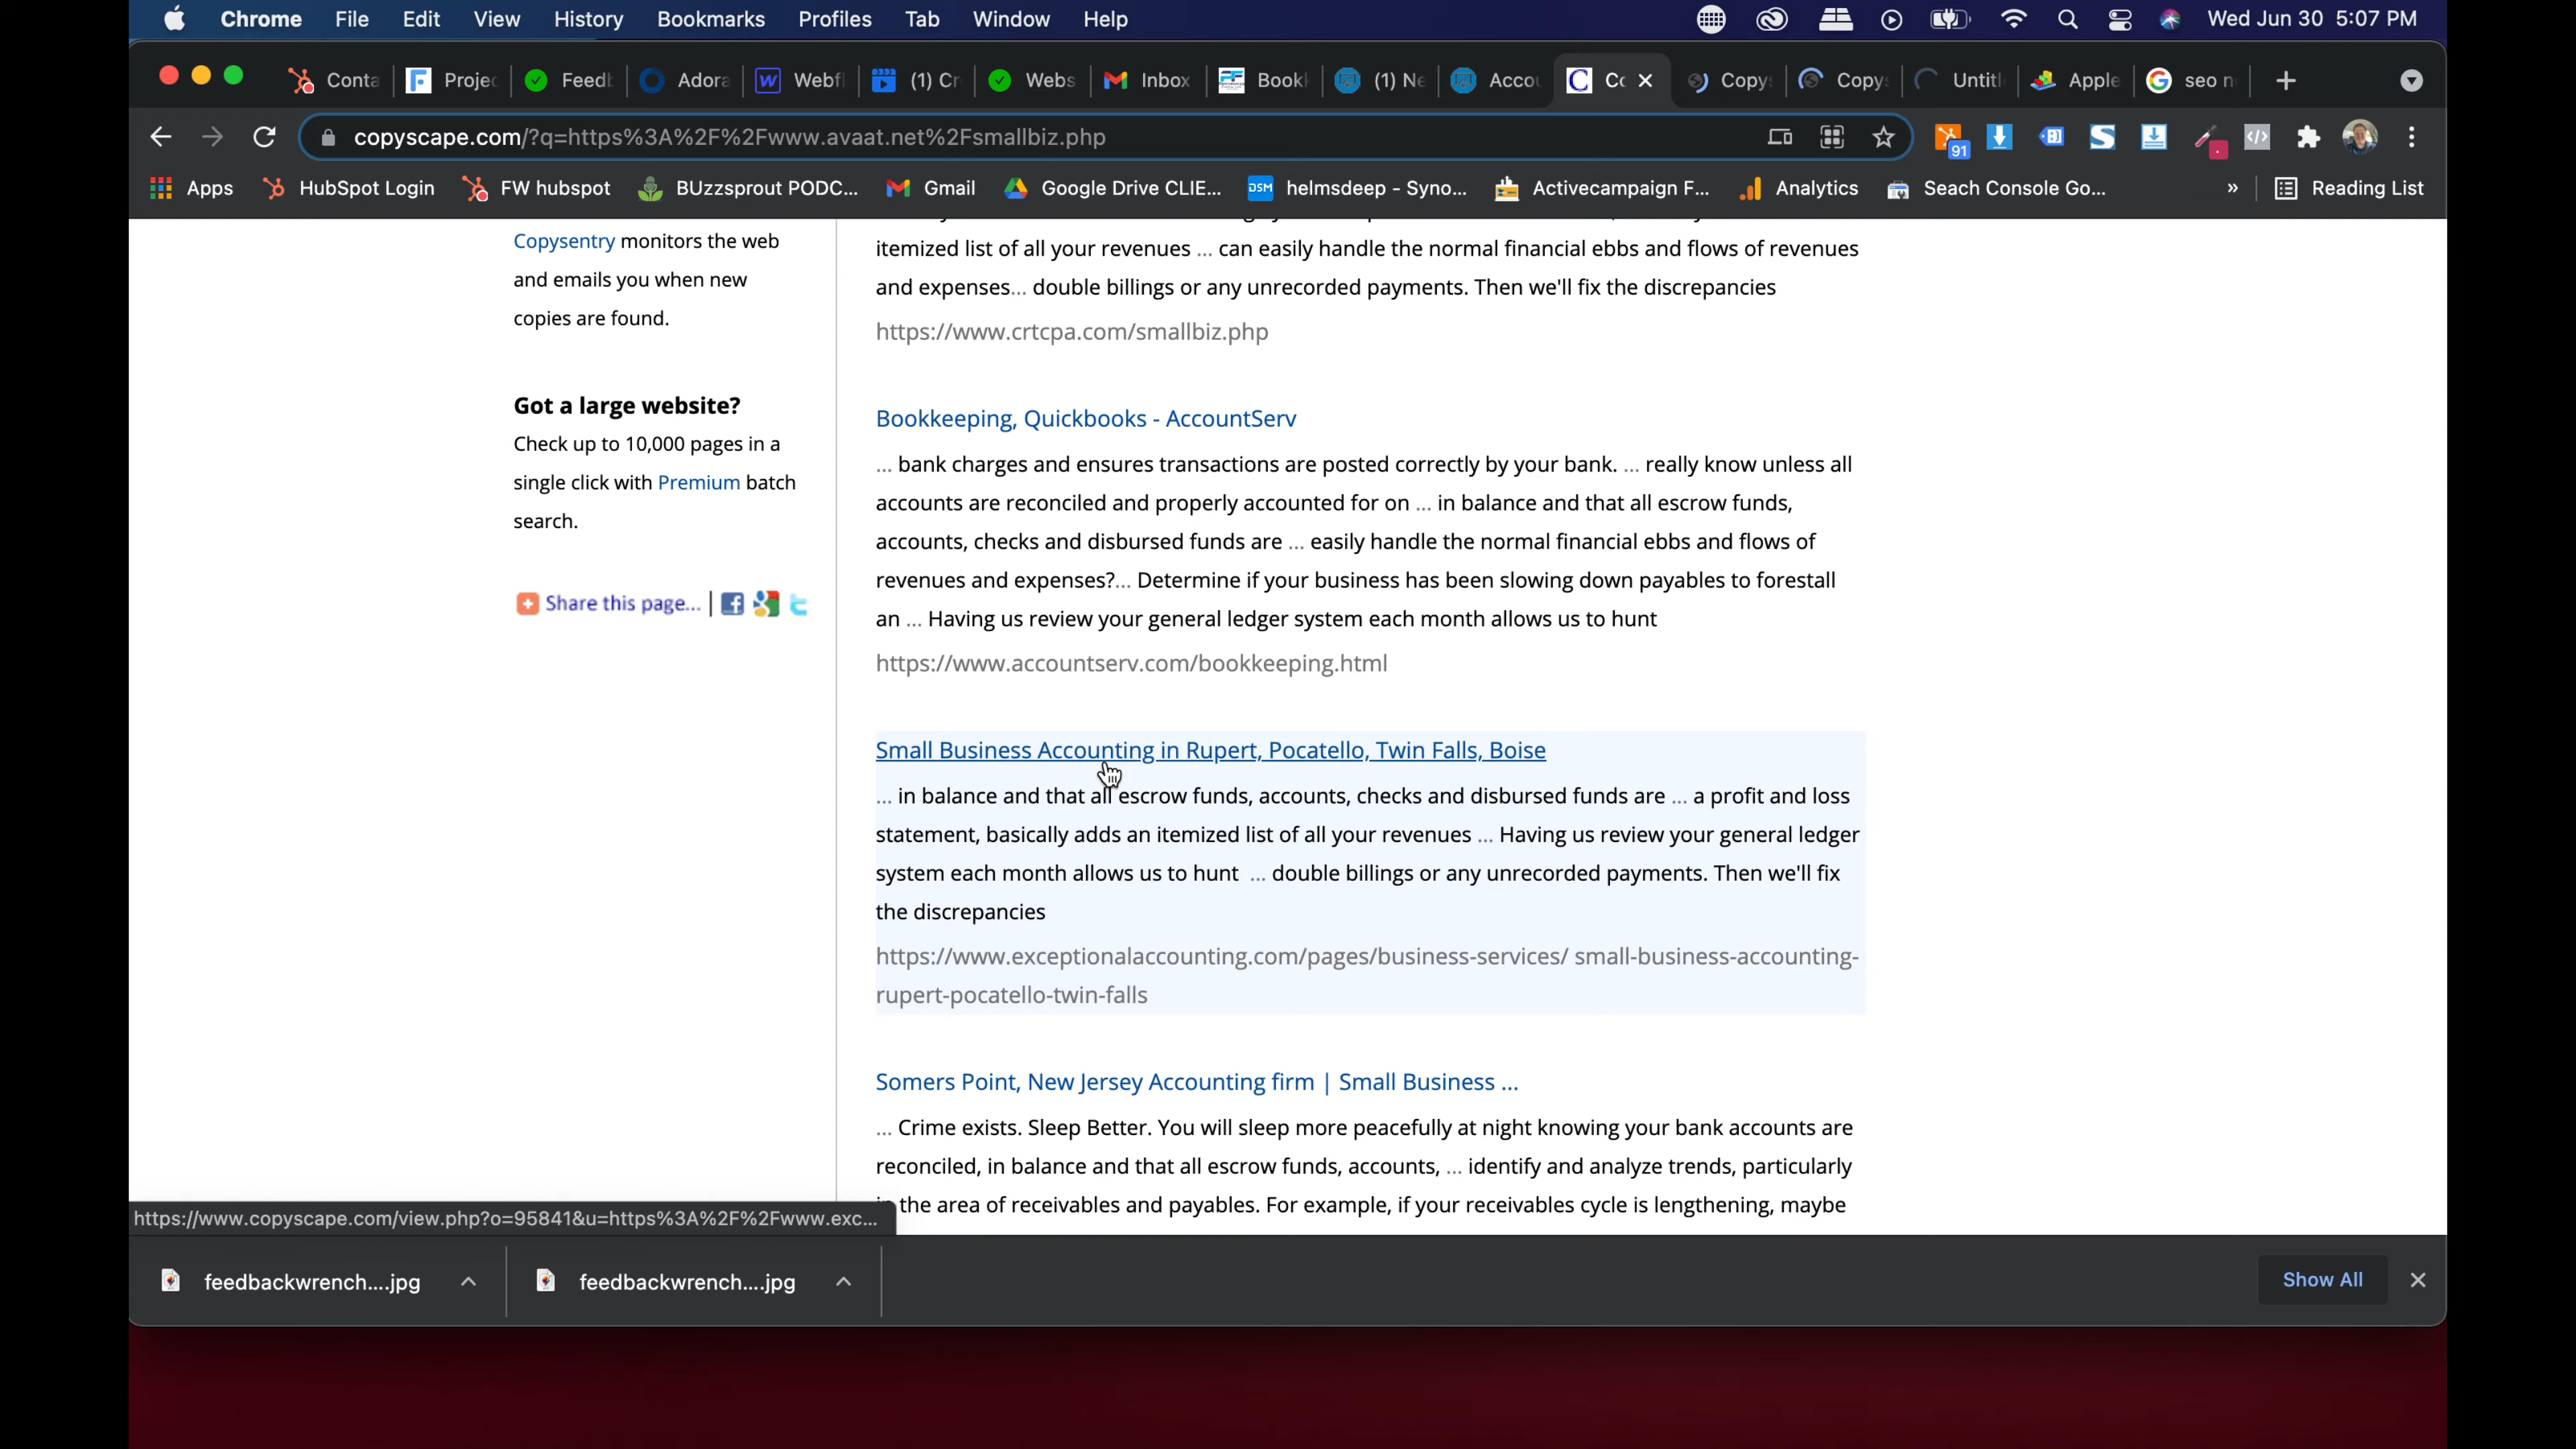 Chrome File Edit View History Bookmarks Profiles Tab Window Help Wed Jun 30 5:07 PM
Conta Projec Feedb Adora Webfl (1) Cr Webs Inbox Bookk (1) Ne Accou Co Copys Copys Untitl Apple seo n
copyscape.com/?q=https%3A%2F%2Fwww.avaat.net%2Fsmallbiz.php 91
Apps HubSpot Login FW hubspot BUzzsprout PODC... Gmail Google Drive CLIE... DSM helmsdeep - Syno... Activecampaign F... Analytics Seach Console Go... » Reading List
Copysentry monitors the web
and emails you when new
copies are found.
Got a large website?
Check up to 10,000 pages in a
single click with Premium batch
search.
Share this page... |
itemized list of all your revenues ... can easily handle the normal financial ebbs and flows of revenues
and expenses... double billings or any unrecorded payments. Then we'll fix the discrepancies
https://www.crtcpa.com/smallbiz.php
Bookkeeping, Quickbooks - AccountServ
... bank charges and ensures transactions are posted correctly by your bank. ... really know unless all
accounts are reconciled and properly accounted for on ... in balance and that all escrow funds,
accounts, checks and disbursed funds are ... easily handle the normal financial ebbs and flows of
revenues and expenses?... Determine if your business has been slowing down payables to forestall
an ... Having us review your general ledger system each month allows us to hunt
https://www.accountserv.com/bookkeeping.html
Small Business Accounting in Rupert, Pocatello, Twin Falls, Boise
... in balance and that all escrow funds, accounts, checks and disbursed funds are ... a profit and loss
statement, basically adds an itemized list of all your revenues ... Having us review your general ledger
system each month allows us to hunt ... double billings or any unrecorded payments. Then we'll fix
the discrepancies
https://www.exceptionalaccounting.com/pages/business-services/ small-business-accounting-
rupert-pocatello-twin-falls
Somers Point, New Jersey Accounting firm | Small Business ...
... Crime exists. Sleep Better. You will sleep more peacefully at night knowing your bank accounts are
reconciled, in balance and that all escrow funds, accounts, ... identify and analyze trends, particularly
in the area of receivables and payables. For example, if your receivables cycle is lengthening, maybe
https://www.copyscape.com/view.php?o=95841&u=https%3A%2F%2Fwww.exc...
feedbackwrench....jpg feedbackwrench....jpg Show All